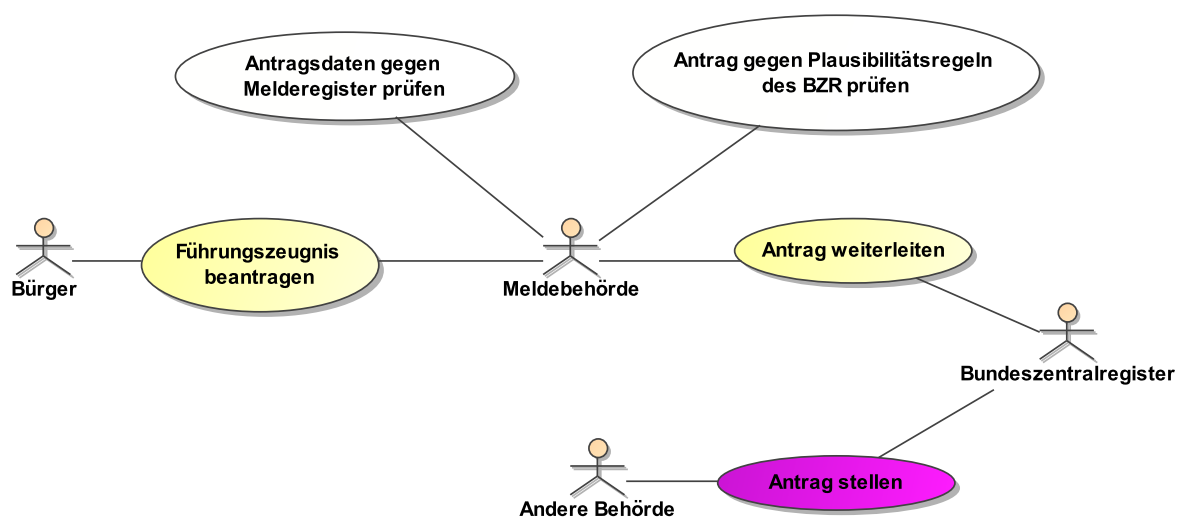 Antragsdaten gegen
Melderegister prüfen
Antrag gegen Plausibilitätsregeln
des BZR prüfen
Führungszeugnis
beantragen
Antrag weiterleiten
Bürger
Meldebehörde
Bundeszentralregister
Antrag stellen
Andere Behörde